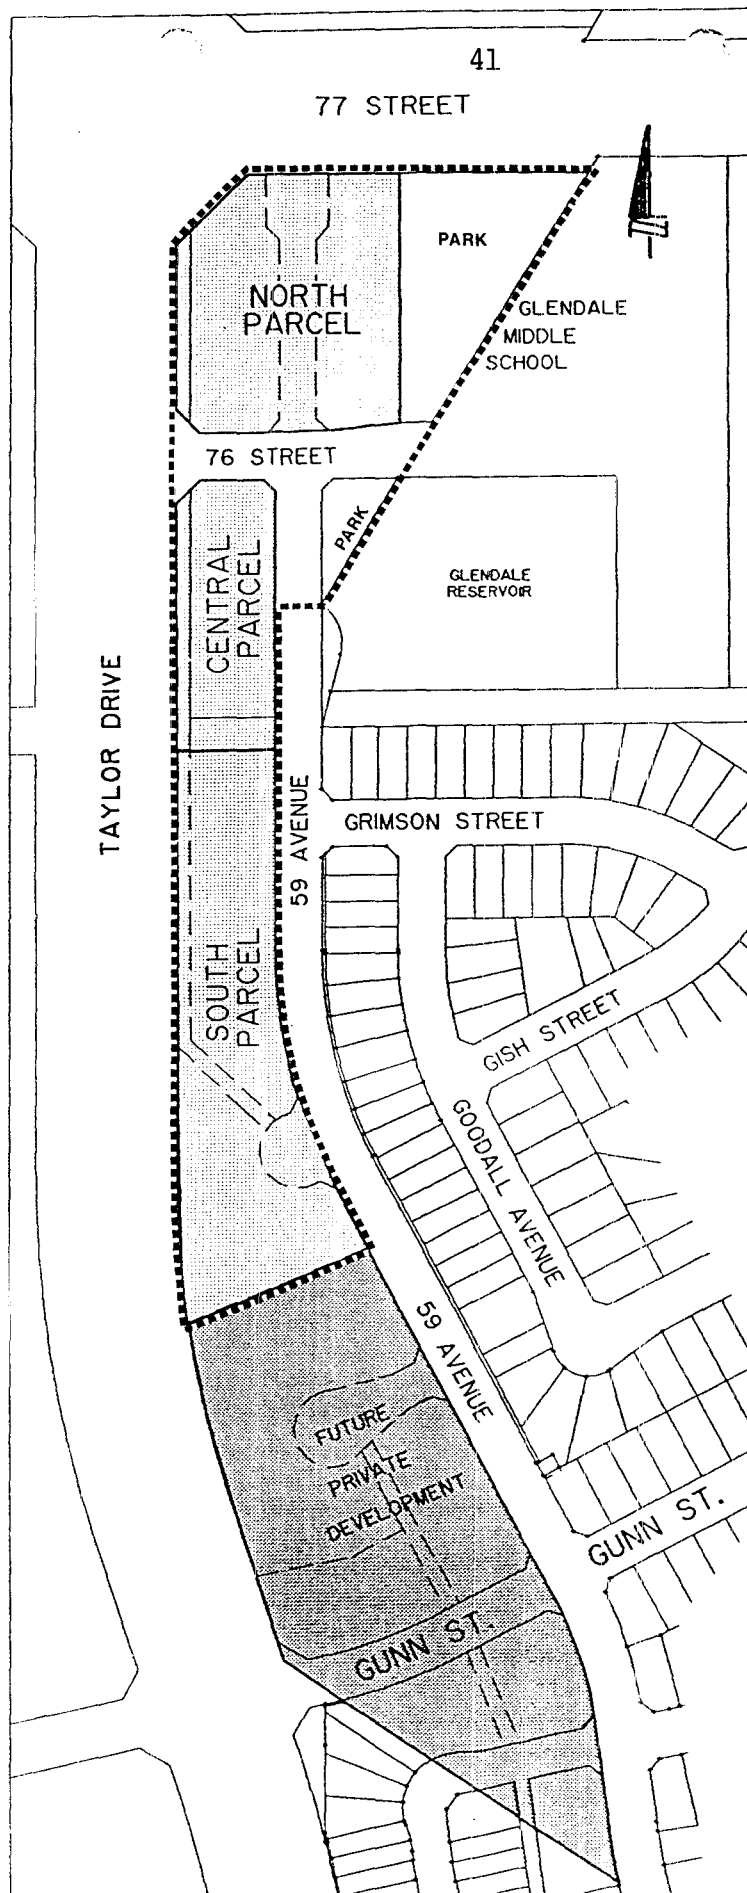 41
77 STREET
PARK
NORTH
PARCEL
GLENDALE
MIDDLE
SCHOOL
76 STREET
PARK
CENTRAL
PARCEL
GLENDALE
RESERVOIR
TAYLOR DRIVE
59 AVENUE
GRIMSON STREET
SOUTH
PARCEL
GISH STREET
GOODALL AVENUE
59 AVENUE
FUTURE
PRIVATE
DEVELOPMENT
GUNN ST.
GUNN ST.